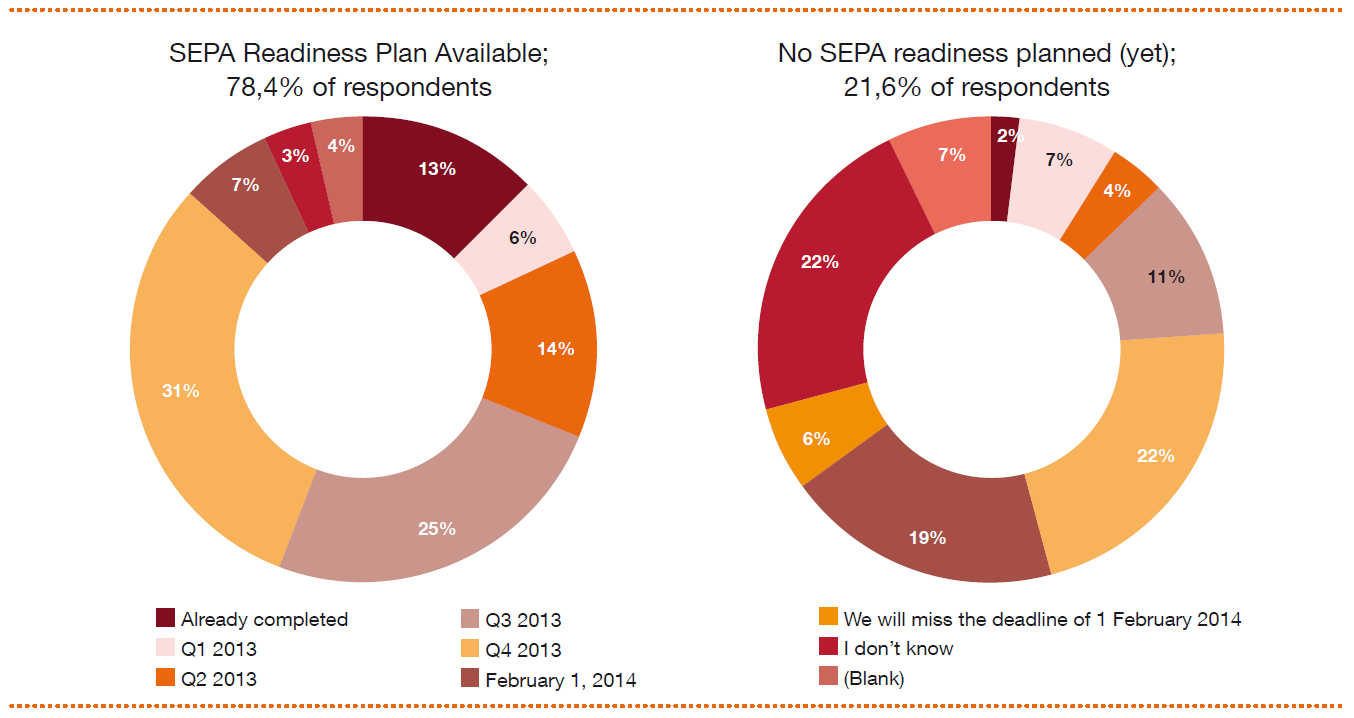 SEPA Readiness Plan Available;
78,4% of respondents
13%
6%
14%
25%
31%
7%
3%
4%
No SEPA readiness planned (yet);
21,6% of respondents
2%
7%
4%
11%
22%
19%
6%
22%
7%
Already completed
Q1 2013
Q2 2013
Q3 2013
Q4 2013
February 1, 2014
We will miss the deadline of 1 February 2014
I don’t know
(Blank)